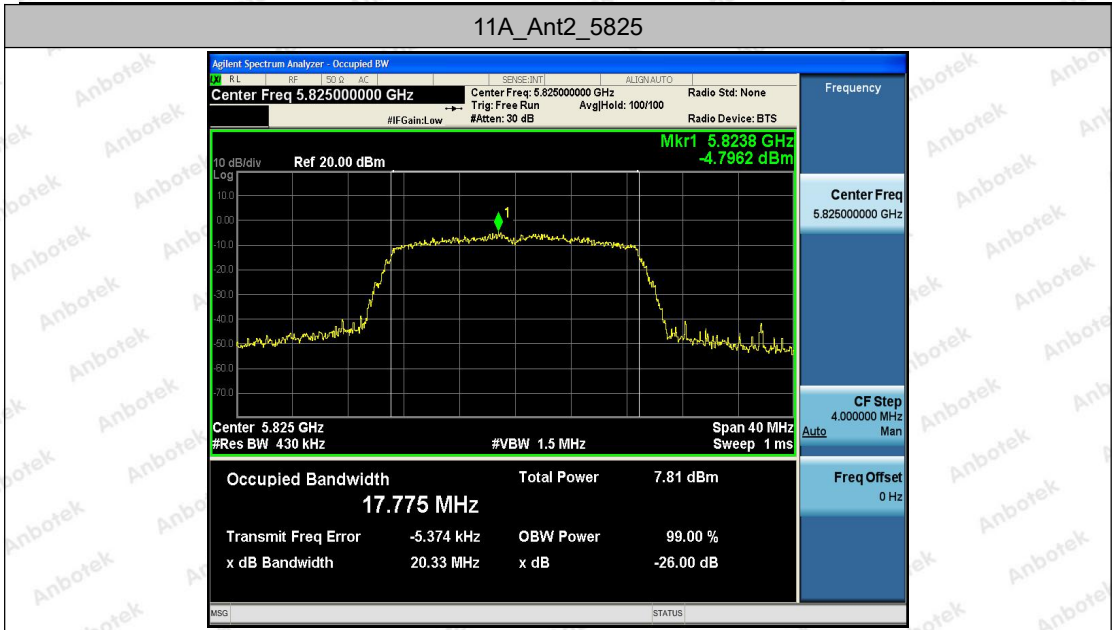 11A_Ant2_5825
Agilent Spectrum Analyzer - Occupied BW
LXI RL RF 50 Ω AC SENSE:INT ALIGNAUTO
Center Freq 5.825000000 GHz
Center Freq: 5.825000000 GHz
Radio Std: None
Trig: Free Run Avg|Hold: 100/100
#IFGain:Low #Atten: 30 dB Radio Device: BTS
Mkr1 5.8238 GHz
-4.7962 dBm
10 dB/div Ref 20.00 dBm
Log
10.0
0.00
-10.0
-20.0
-30.0
-40.0
-50.0
-60.0
-70.0
1
Center 5.825 GHz Span 40 MHz
#Res BW 430 kHz #VBW 1.5 MHz Sweep 1 ms
Occupied Bandwidth Total Power 7.81 dBm
17.775 MHz
Transmit Freq Error -5.374 kHz OBW Power 99.00 %
x dB Bandwidth 20.33 MHz x dB -26.00 dB
MSG STATUS
Frequency
Center Freq
5.825000000 GHz
CF Step
4.000000 MHz
Auto Man
Freq Offset
0 Hz
Anbotek